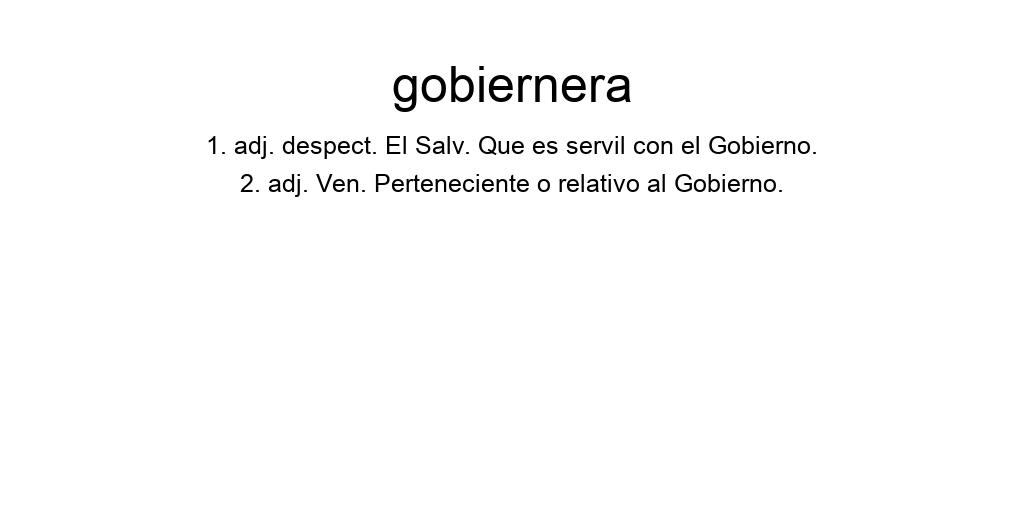 gobiernera
1. adj. despect. El Salv. Que es servil con el Gobierno.
2. adj. Ven. Perteneciente o relativo al Gobierno.